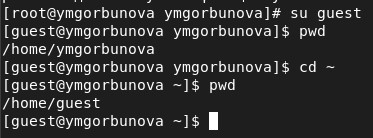 [root@ymgorbunova ymgorbunova]# su guest
[guest@ymgorbunova ymgorbunova]$ pwd
/home/ymgorbunova
[guest@ymgorbunova ymgorbunova]$ cd ~
[guest@ymgorbunova ~]$ pwd
/home/guest
[guest@ymgorbunova ~]$